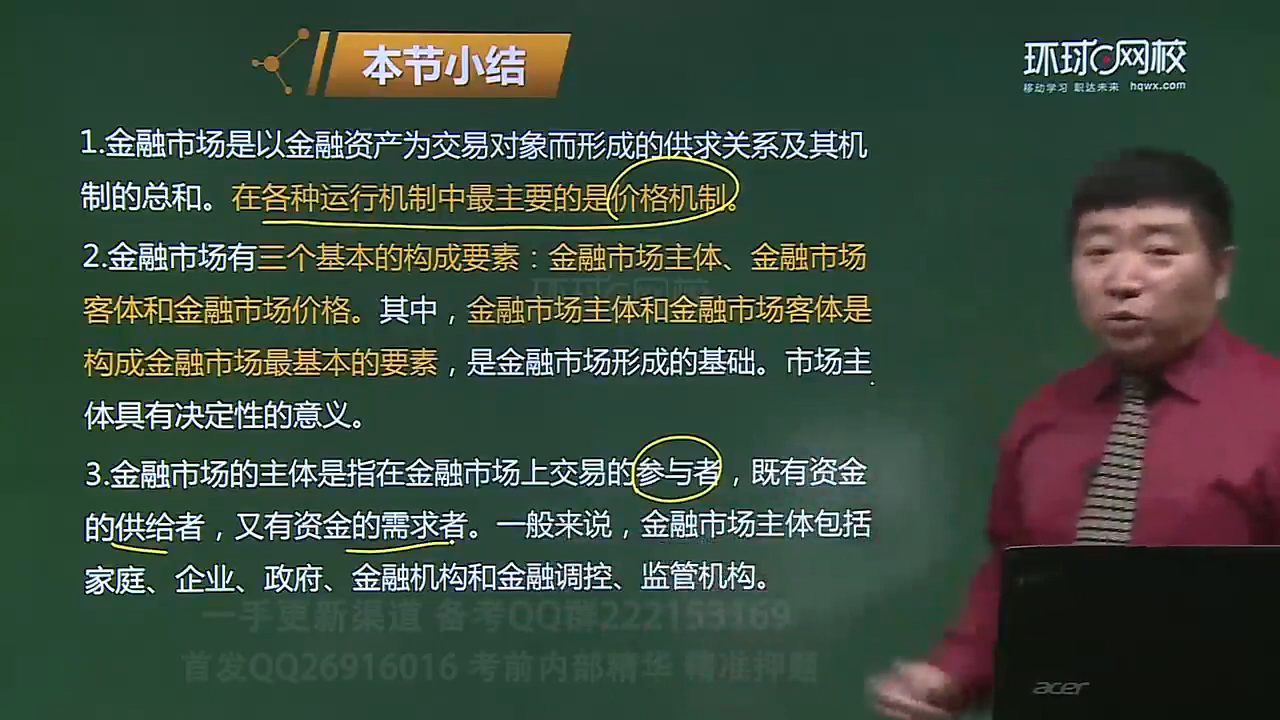 本节小结
环球网校
移动学习 职达未来 hqwx.com
1.金融市场是以金融资产为交易对象而形成的供求关系及其机
制的总和。在各种运行机制中最主要的是价格机制。
2.金融市场有三个基本的构成要素：金融市场主体、金融市场
客体和金融市场价格。其中，金融市场主体和金融市场客体是
构成金融市场最基本的要素，是金融市场形成的基础。市场主
体具有决定性的意义。
3.金融市场的主体是指在金融市场上交易的参与者，既有资金
的供给者，又有资金的需求者。一般来说，金融市场主体包括
家庭、企业、政府、金融机构和金融调控、监管机构。
一手更新渠道 备考QQ群222153169
首发QQ26916016 考前内部精华 精准押题
acer